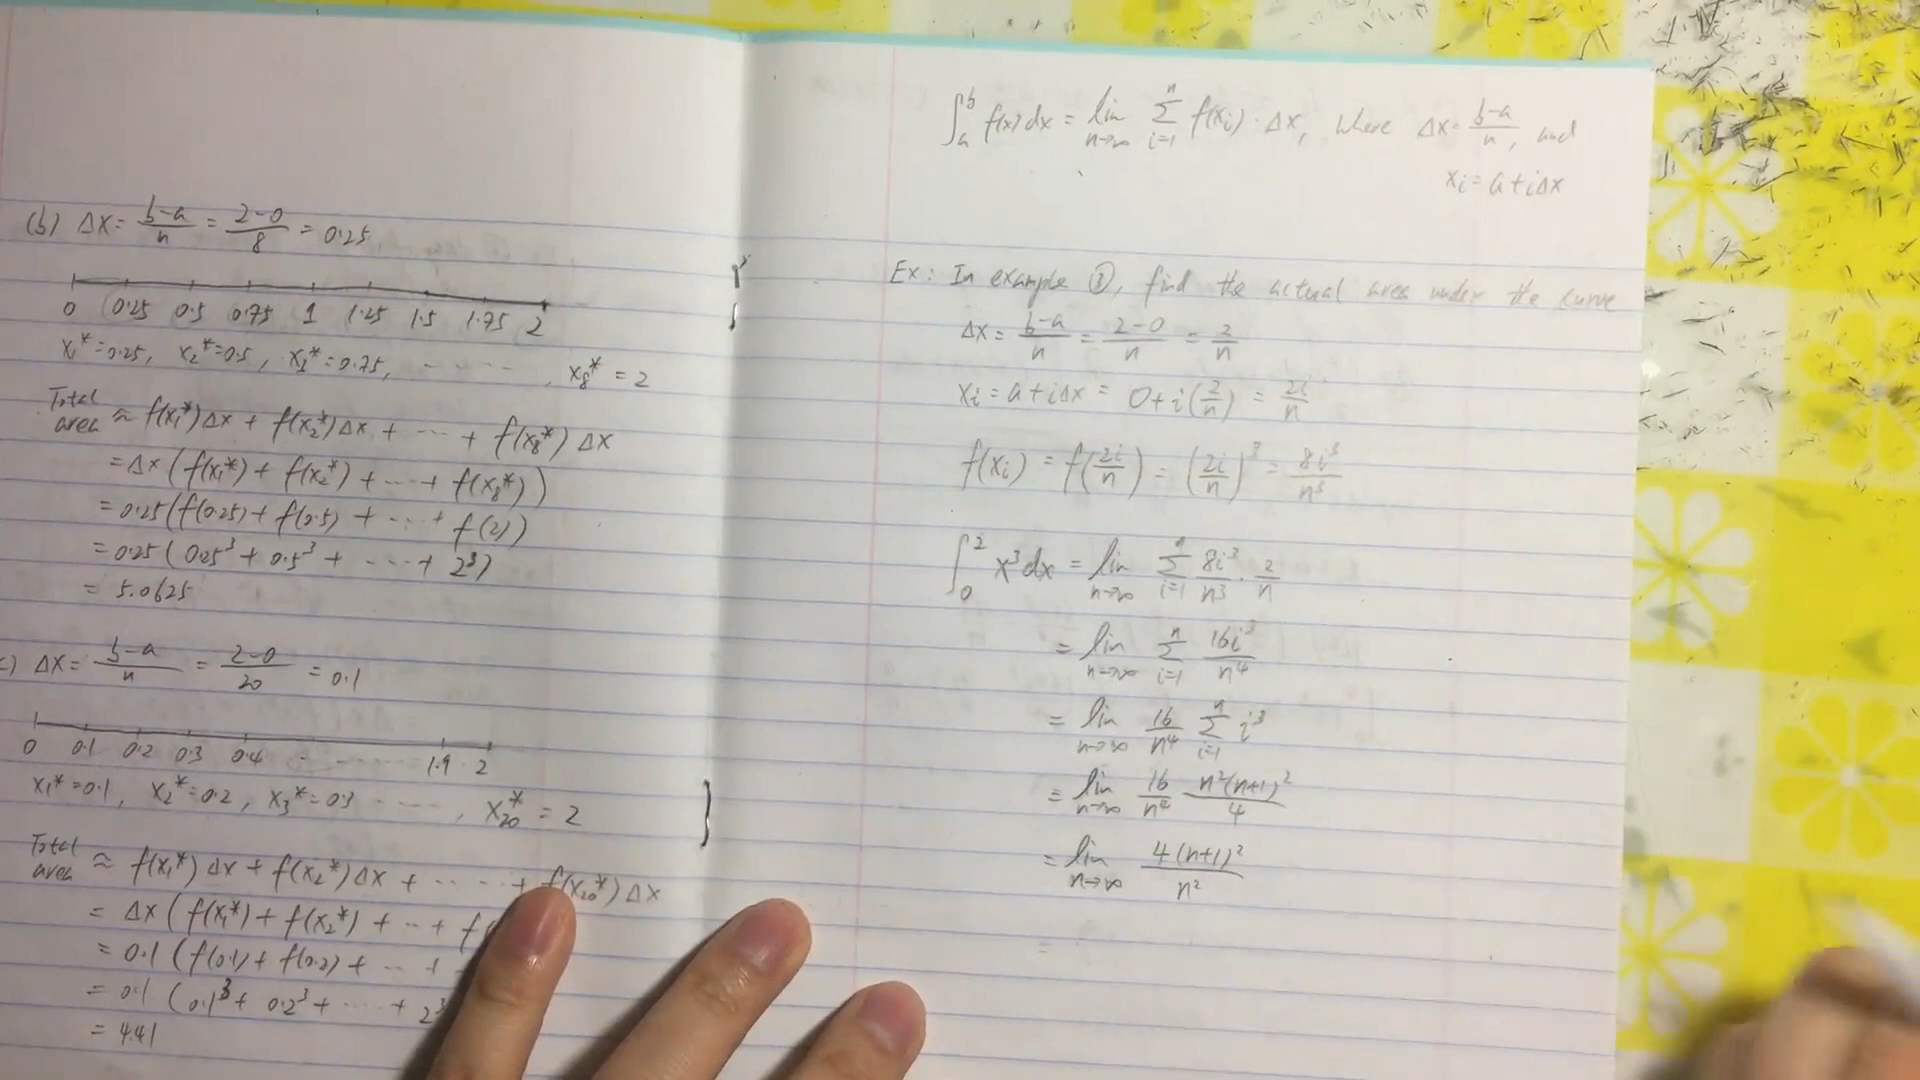 (b) Δx = b-a/n = 2-0/8 = 0.25
0 0.25 0.5 0.75 1 1.25 1.5 1.75 2
x₁* = 0.25, x₂* = 0.5, x₃* = 0.75, ------, x₈* = 2
Total area ≈ f(x₁*)Δx + f(x₂*)Δx + ··· + f(x₈*)Δx
= Δx(f(x₁*) + f(x₂*) + ··· + f(x₈*))
= 0.25(f(0.25) + f(0.5) + ··· + f(2))
= 0.25(0.25³ + 0.5³ + ···· + 2³)
= 5.0625
c) Δx = b-a/n = 2-0/20 = 0.1
0 0.1 0.2 0.3 0.4 ······ 1.9 2
x₁* = 0.1, x₂* = 0.2, x₃* = 0.3 ····, x₂₀* = 2
Total area ≈ f(x₁*)Δx + f(x₂*)Δx + ····· + f(x₂₀*)Δx
= Δx(f(x₁*) + f(x₂*) + ··· + f(
= 0.1(f(0.1) + f(0.2) + ··· +
= 0.1(0.1³ + 0.2³ + ···· + 2³
= 4.41
∫ₐᵇ f(x)dx = lim n→∞ Σ i=1 n f(xᵢ)·Δx, where Δx = b-a/n, and
xᵢ = a+iΔx
Ex: In example ③, find the actual area under the curve
Δx = b-a/n = 2-0/n = 2/n
xᵢ = a+iΔx = 0+i(2/n) = 2i/n
f(xᵢ) = f(2i/n) = (2i/n)³ = 8i³/n³
∫₀² x³dx = lim n→∞ Σ i=1 n 8i³/n³ · 2/n
= lim n→∞ Σ i=1 n 16i³/n⁴
= lim n→∞ 16/n⁴ Σ i=1 n i³
= lim n→∞ 16/n⁴ n²(n+1)²/4
= lim n→∞ 4(n+1)²/n²
=